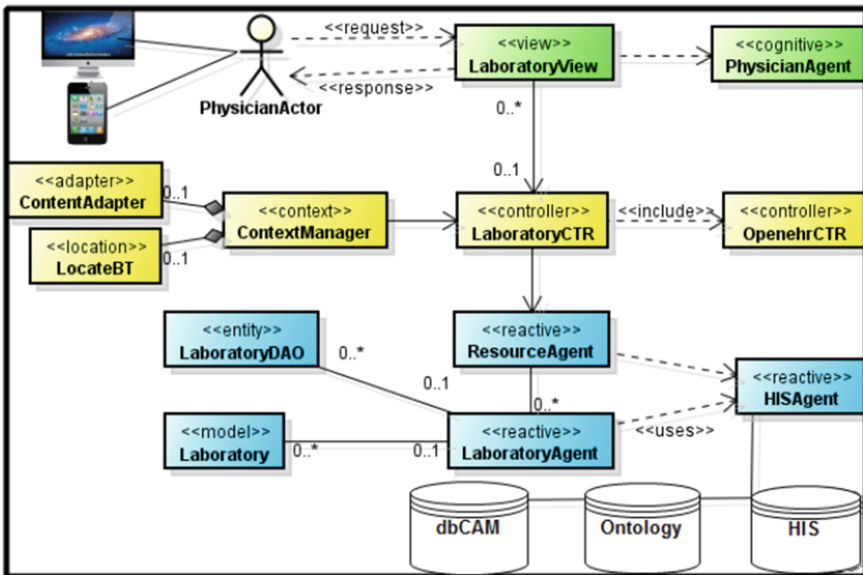 <<request>>
<<response>>
PhysicianActor
<<view>>
LaboratoryView
<<cognitive>>
PhysicianAgent
0..*
0..1
<<adapter>>
ContentAdapter
0..1
<<location>>
LocateBT
0..1
<<context>>
ContextManager
<<controller>>
LaboratoryCTR
<<include>>
<<controller>>
OpenehrCTR
<<entity>>
LaboratoryDAO
0..*
0..1
<<reactive>>
ResourceAgent
0..*
<<reactive>>
HISAgent
<<model>>
Laboratory
0..*
0..1
<<reactive>>
LaboratoryAgent
<<uses>>
dbCAM
Ontology
HIS